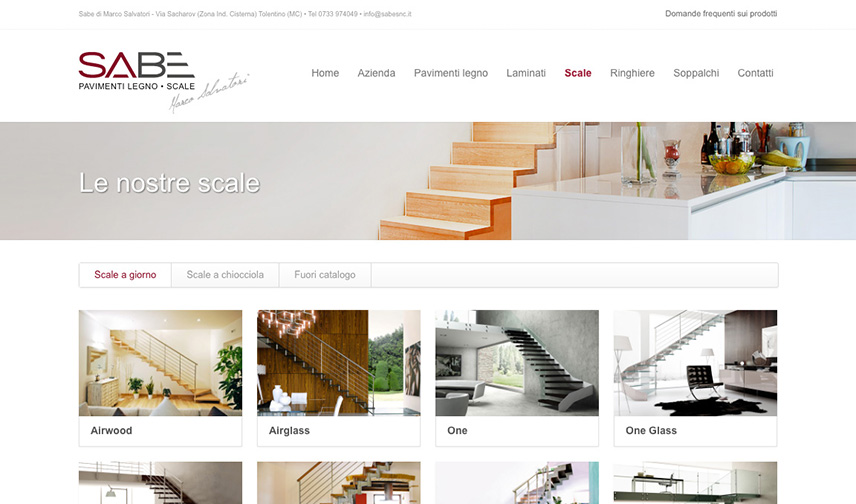 Sabe di Marco Salvatori - Via Sacharov (Zona Ind. Cisterna) Tolentino (MC) • Tel 0733 974049 • info@sabesnc.it
Domande frequenti sui prodotti
SABE
PAVIMENTI LEGNO • SCALE
Marco Salvatori
Home Azienda Pavimenti legno Laminati Scale Ringhiere Soppalchi Contatti
Le nostre scale
Scale a giorno Scale a chiocciola Fuori catalogo
Airwood Airglass One One Glass